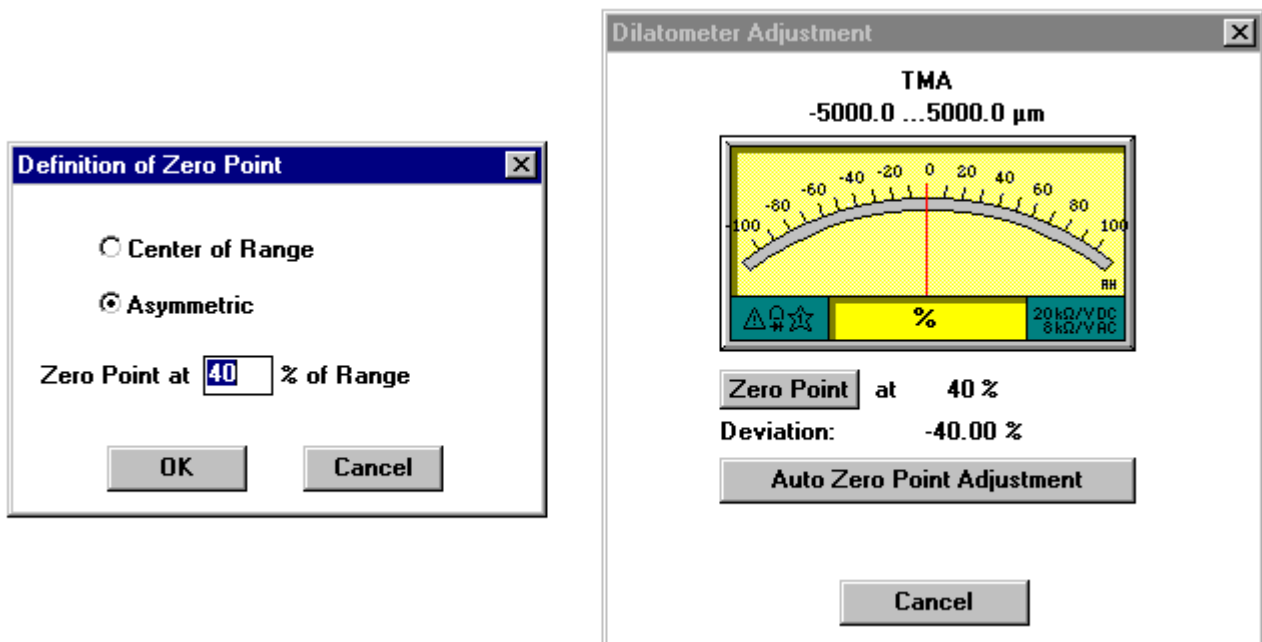 Definition of Zero Point
Center of Range
Asymmetric
Zero Point at 40 % of Range
OK Cancel
Dilatometer Adjustment
TMA
-5000.0 ...5000.0 µm
-100 -80 -60 -40 -20 0 20 40 60 80 100
AH
%
20kΩ/VDC
8kΩ/VAC
Zero Point at 40 %
Deviation: -40.00 %
Auto Zero Point Adjustment
Cancel